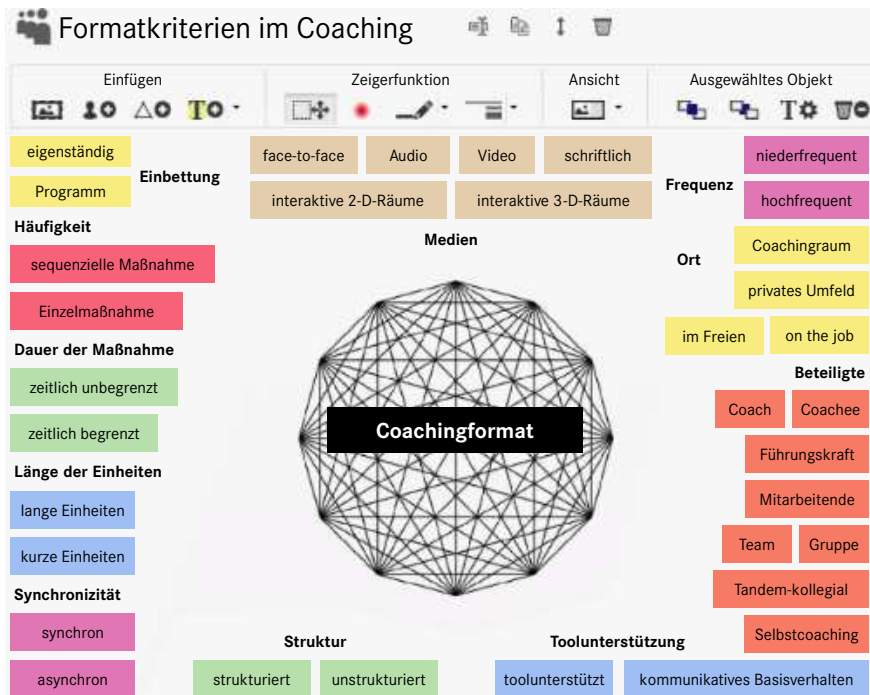 Formatkriterien im Coaching
Einfügen
Zeigerfunktion
Ansicht
Ausgewähltes Objekt
eigenständig
Programm
Einbettung
face-to-face
Audio
Video
schriftlich
interaktive 2-D-Räume
interaktive 3-D-Räume
Medien
Frequenz
niederfrequent
hochfrequent
Häufigkeit
sequenzielle Maßnahme
Einzelmaßnahme
Ort
Coachingraum
privates Umfeld
im Freien
on the job
Dauer der Maßnahme
zeitlich unbegrenzt
zeitlich begrenzt
Beteiligte
Coach
Coachee
Führungskraft
Mitarbeitende
Team
Gruppe
Tandem-kollegial
Selbstcoaching
Coachingformat
Länge der Einheiten
lange Einheiten
kurze Einheiten
Synchronizität
synchron
asynchron
Struktur
strukturiert
unstrukturiert
Toolunterstützung
toolunterstützt
kommunikatives Basisverhalten